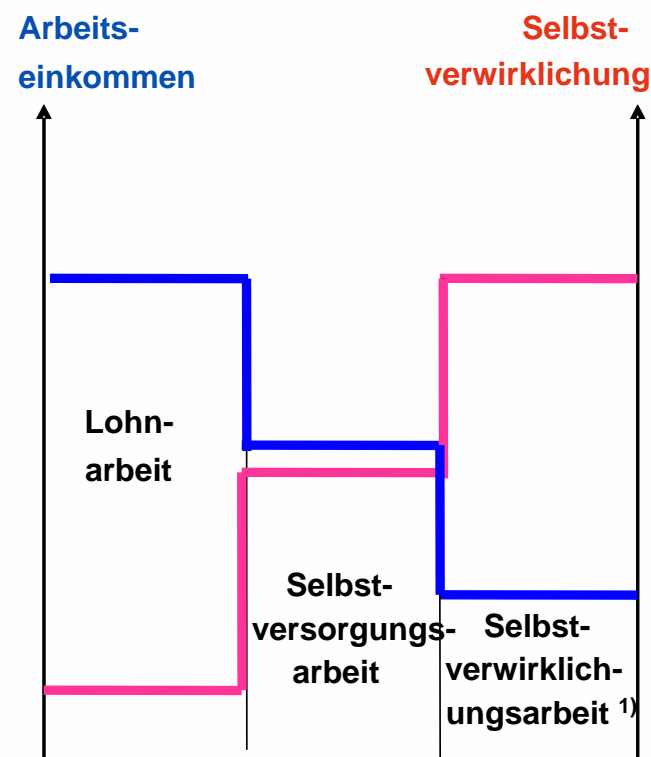 Arbeits-
einkommen
Selbst-
verwirklichung
Lohn-
arbeit
Selbst-
versorgungs-
arbeit
Selbst-
verwirklich-
ungsarbeit 1)